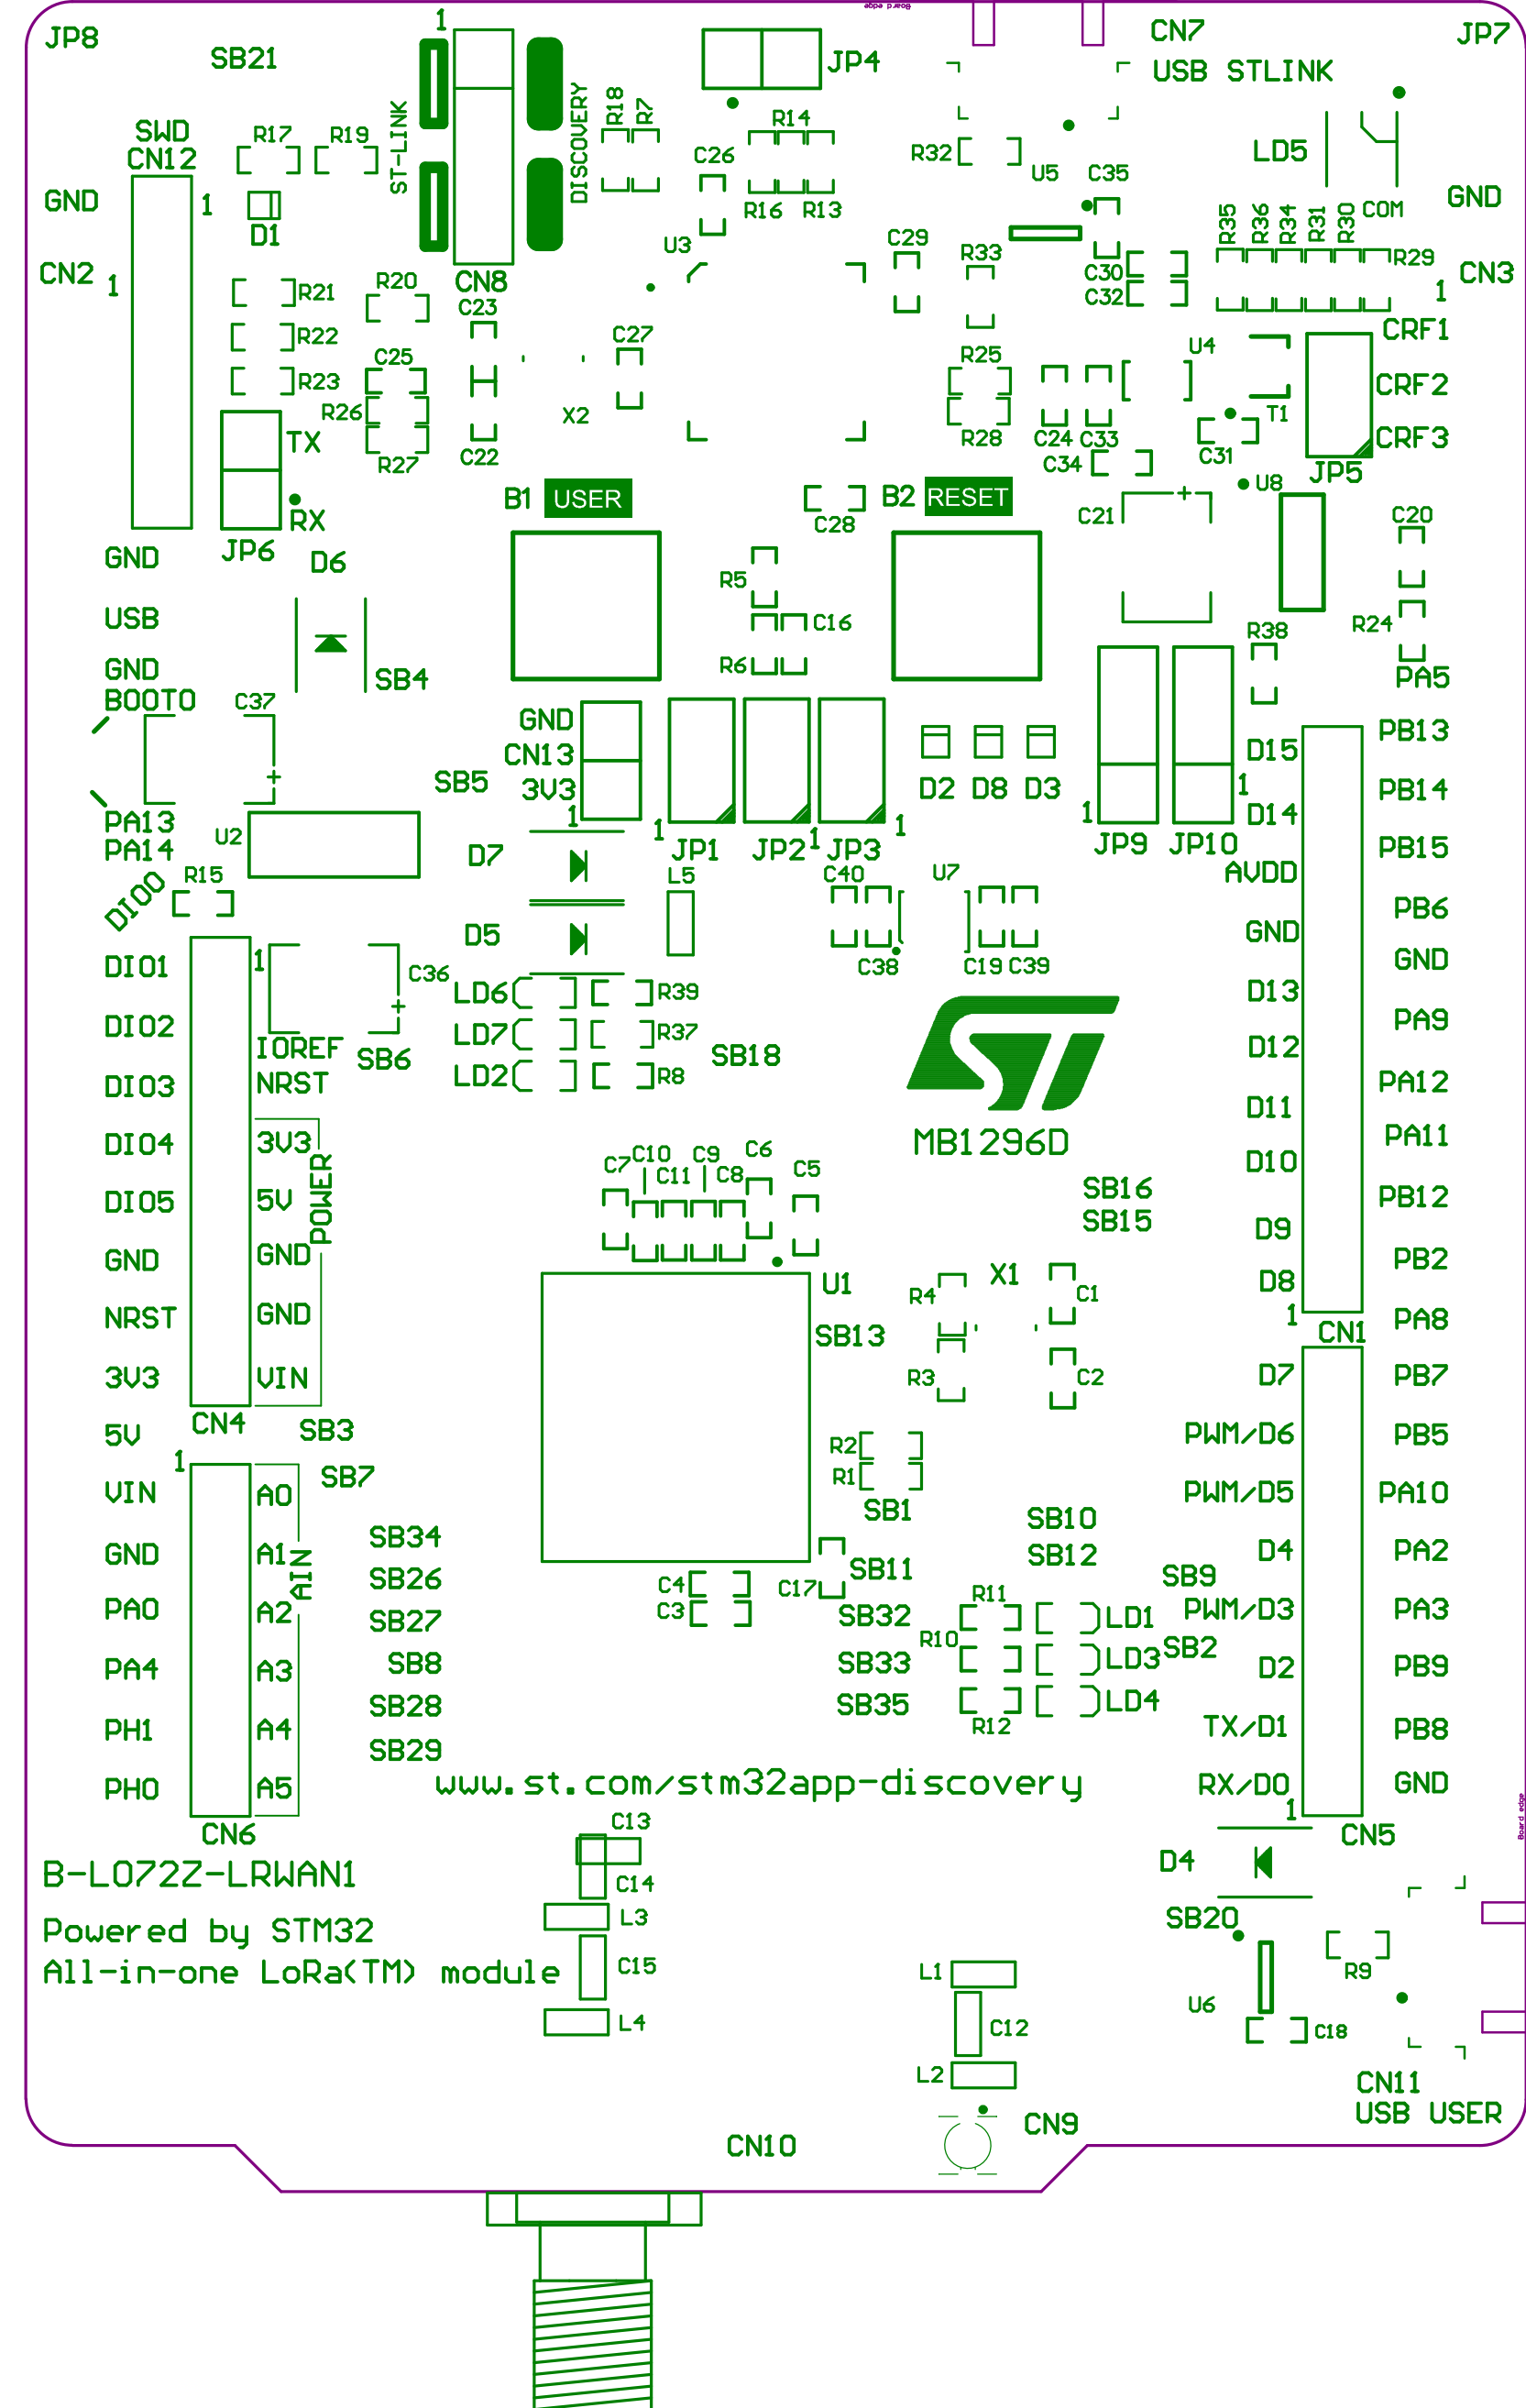 Board edge
JP8
1
CN7
JP7
SB21
JP4
USB STLINK
ST-LINK
DISCOVERY
R18
R7
R14
SWD
R17
R19
CN12
C26
R32
LD5
U5
C35
GND
1
R16
R13
COM
GND
D1
U3
C29
R33
R35
R36
R34
R31
R30
R29
CN2
1
R21
R20
CN8
C30
C32
1
CN3
C23
R22
C27
U4
CRF1
C25
R25
R23
CRF2
R26
X2
T1
TX
R28
C24
C33
CRF3
R27
C22
C34
C31
JP5
B1
USER
B2
RESET
U8
RX
C28
C21
C20
JP6
GND
D6
R5
USB
C16
R38
R24
GND
SB4
R6
PA5
BOOT0
C37
GND
PB13
CN13
D15
SB5
3V3
D2
D8
D3
1
PB14
PA13
1
1
1
1
1
D14
PA14
U2
D7
JP1
JP2
JP3
JP9
JP10
PB15
DIO0
R15
L5
C40
U7
AVDD
PB6
D5
GND
DIO1
1
C36
C38
C19
C39
GND
LD6
R39
D13
DIO2
IOREF
LD7
R37
ST
PA9
SB6
SB18
D12
DIO3
NRST
LD2
R8
PA12
D11
DIO4
3V3
POWER
MB1296D
PA11
C7
C10
C11
C9
C8
C6
C5
D10
DIO5
5V
SB16
PB12
SB15
D9
GND
GND
PB2
U1
X1
D8
R4
C1
NRST
GND
SB13
1
CN1
PA8
3V3
VIN
R3
C2
D7
PB7
CN4
5V
SB3
R2
PWM/D6
PB5
1
SB7
R1
VIN
A0
PWM/D5
PA10
SB1
SB10
SB34
GND
A1
SB12
D4
PA2
AIN
SB26
SB11
SB9
C4
C17
R11
PA0
A2
SB27
C3
SB32
LD1
PWM/D3
PA3
R10
PA4
A3
SB8
SB33
LD3
SB2
D2
PB9
SB28
SB35
LD4
PH1
A4
R12
TX/D1
PB8
SB29
PH0
A5
www.st.com/stm32app-discovery
RX/D0
GND
Board edge
CN6
C13
1
CN5
B-L072Z-LRWAN1
C14
D4
Powered by STM32
L3
SB20
All-in-one LoRa(TM) module
C15
L1
R9
L4
C12
U6
C18
L2
CN11
CN9
USB USER
CN10